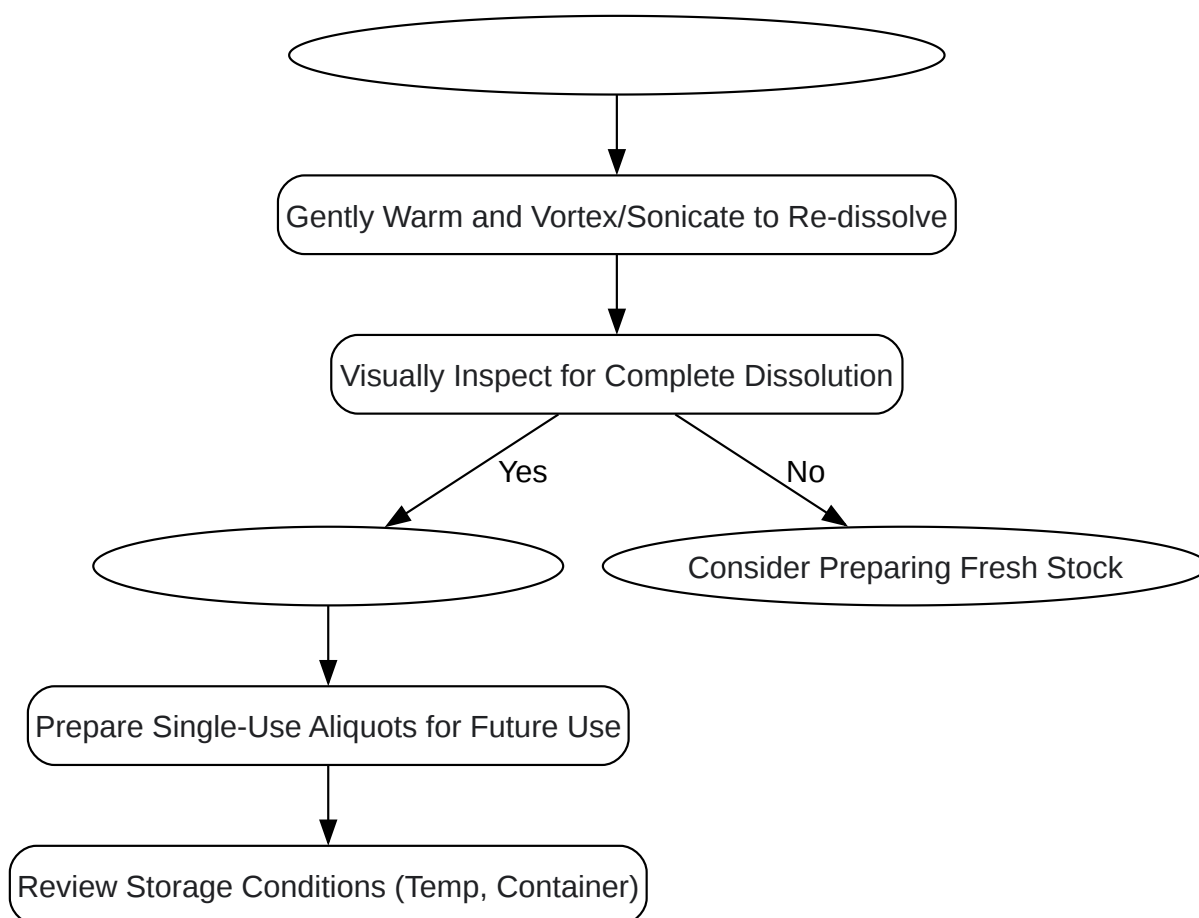 Gently Warm and Vortex/Sonicate to Re-dissolve
Visually Inspect for Complete Dissolution
Yes
No
Consider Preparing Fresh Stock
Prepare Single-Use Aliquots for Future Use
Review Storage Conditions (Temp, Container)